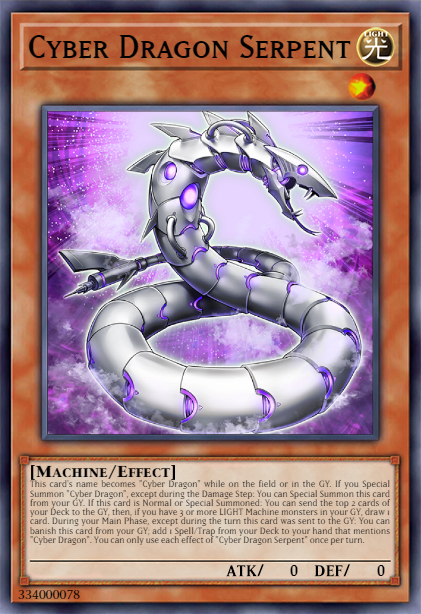 CYBER DRAGON SERPENT
LIGHT
光
[MACHINE/EFFECT]
This card's name becomes "Cyber Dragon" while on the field or in the GY. If you Special
Summon "Cyber Dragon", except during the Damage Step: You can Special Summon this card
from your GY. If this card is Normal or Special Summoned: You can send the top 2 cards
of your Deck to the GY, then, if you have 3 or more LIGHT Machine monsters in your GY, draw 1
card. During your Main Phase, except during the turn this card was sent to the GY: You can
banish this card from your GY; add 1 Spell/Trap from your Deck to your hand that mentions
"Cyber Dragon". You can only use each effect of "Cyber Dragon Serpent" once per turn.
ATK/ 0 DEF/ 0
334000078